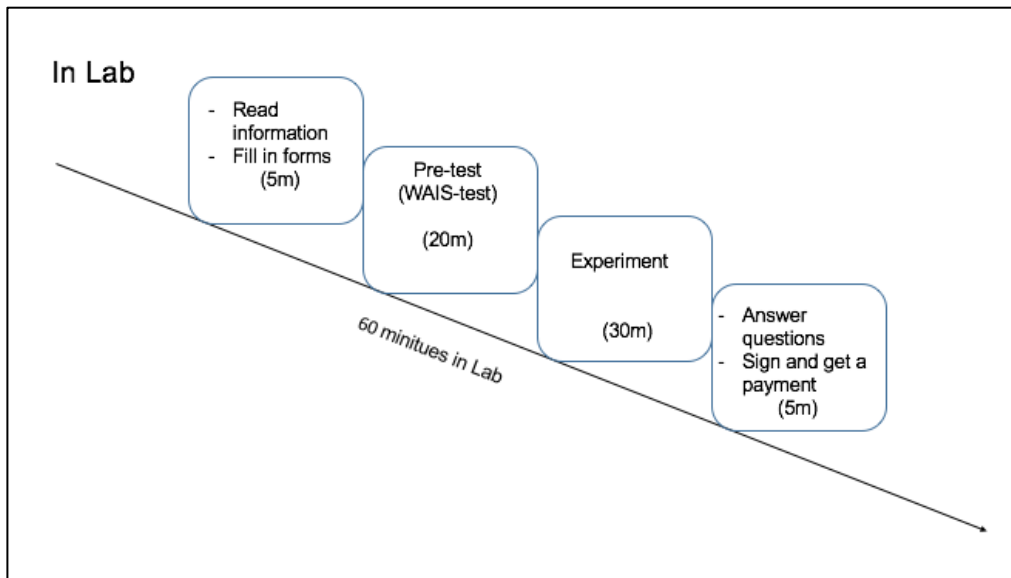 In Lab
- Read
information
- Fill in forms
(5m)
Pre-test
(WAIS-test)
(20m)
Experiment
(30m)
- Answer
questions
- Sign and get a
payment
(5m)
60 minitues in Lab